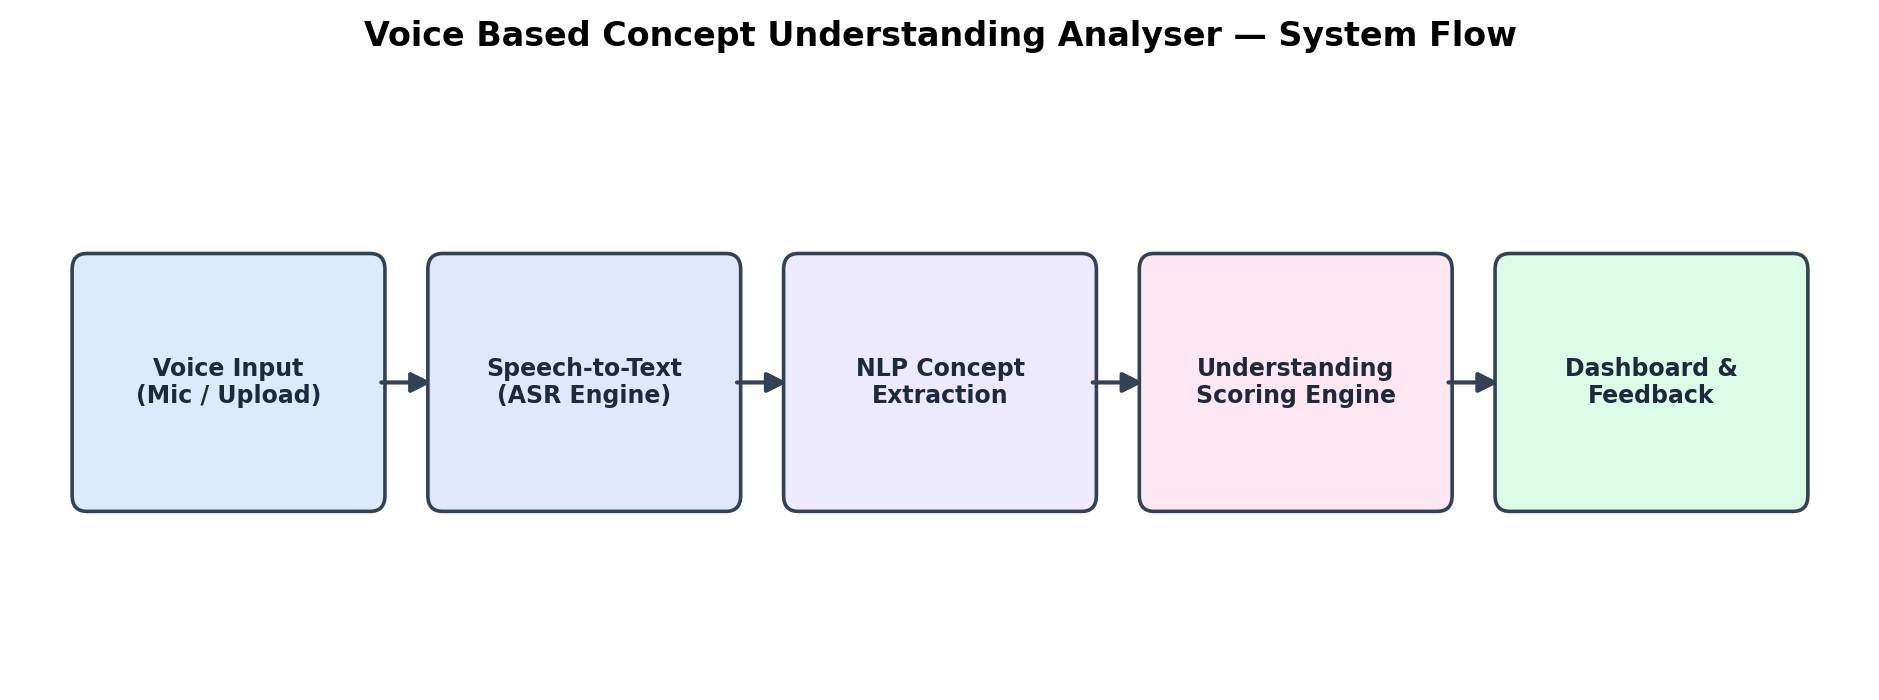 Voice Based Concept Understanding Analyser — System Flow
Voice Input
(Mic / Upload)
Speech-to-Text
(ASR Engine)
NLP Concept
Extraction
Understanding
Scoring Engine
Dashboard &
Feedback